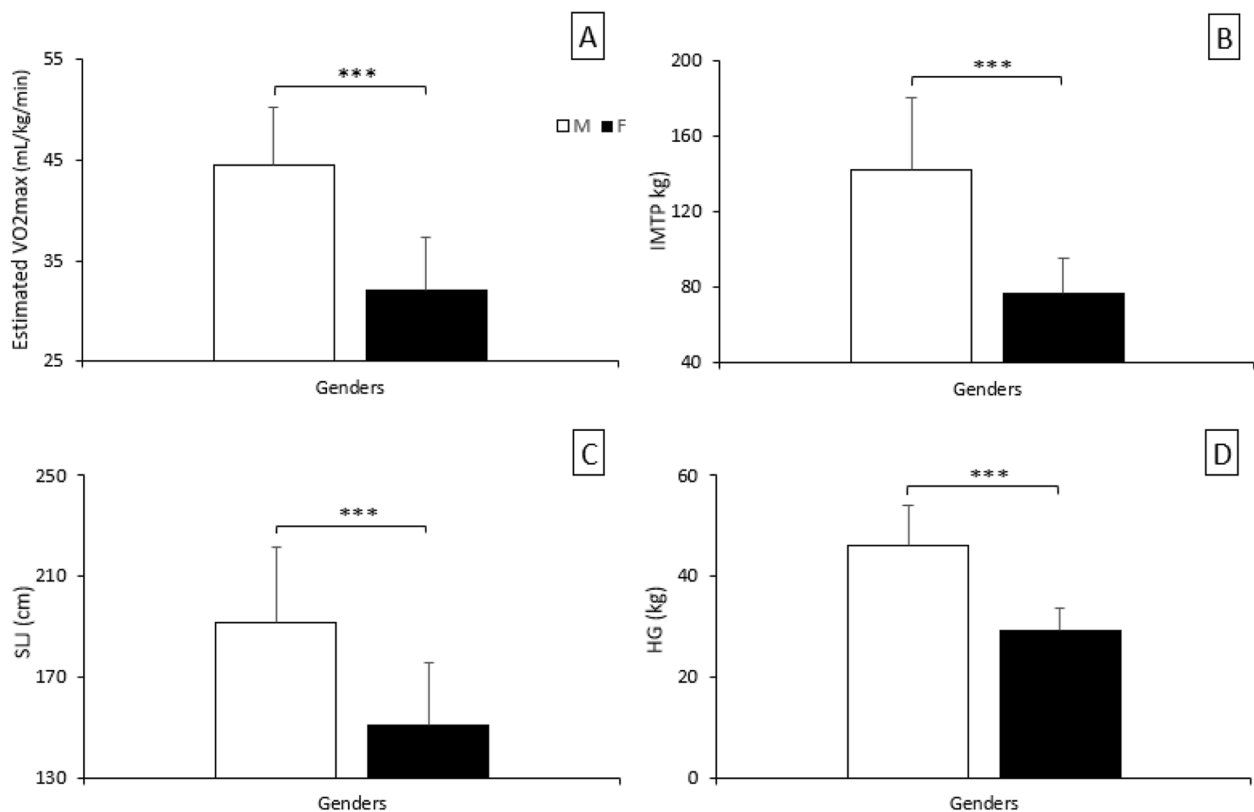 A
Estimated VO2max (mL/kg/min)
55
45
35
25
***
M F
Genders
B
IMTP kg)
200
160
120
80
40
***
Genders
C
SLJ (cm)
250
210
170
130
***
Genders
D
HG (kg)
60
40
20
0
***
Genders